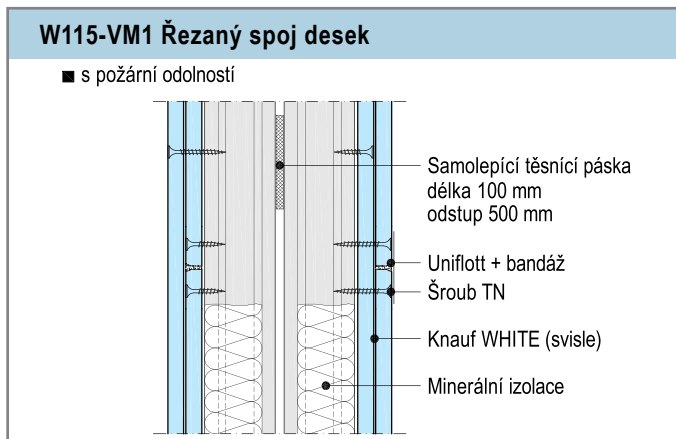 W115-VM1 Řezaný spoj desek
s požární odolností
Samolepící těsnící páska
délka 100 mm
odstup 500 mm
Uniflott + bandáž
Šroub TN
Knauf WHITE (svisle)
Minerální izolace